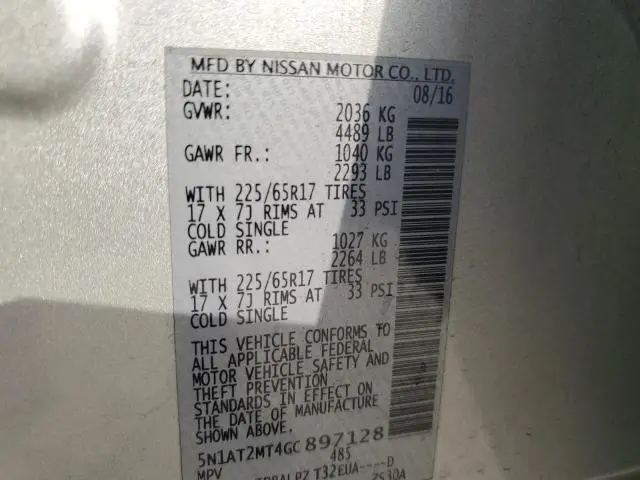 MFD BY NISSAN MOTOR CO., LTD.
DATE: 08/16
GVWR: 2036 KG
4489 LB
GAWR FR.: 1040 KG
2293 LB
WITH 225/65R17 TIRES
17 X 7J RIMS AT 33 PSI
COLD SINGLE
GAWR RR.: 1027 KG
2264 LB
WITH 225/65R17 TIRES
17 X 7J RIMS AT 33 PSI
COLD SINGLE
THIS VEHICLE CONFORMS TO
ALL APPLICABLE FEDERAL
MOTOR VEHICLE SAFETY AND
THEFT PREVENTION
STANDARDS IN EFFECT ON
THE DATE OF MANUFACTURE
SHOWN ABOVE
5N1AT2MT4GC897128
MPV 485
T32EUA----D